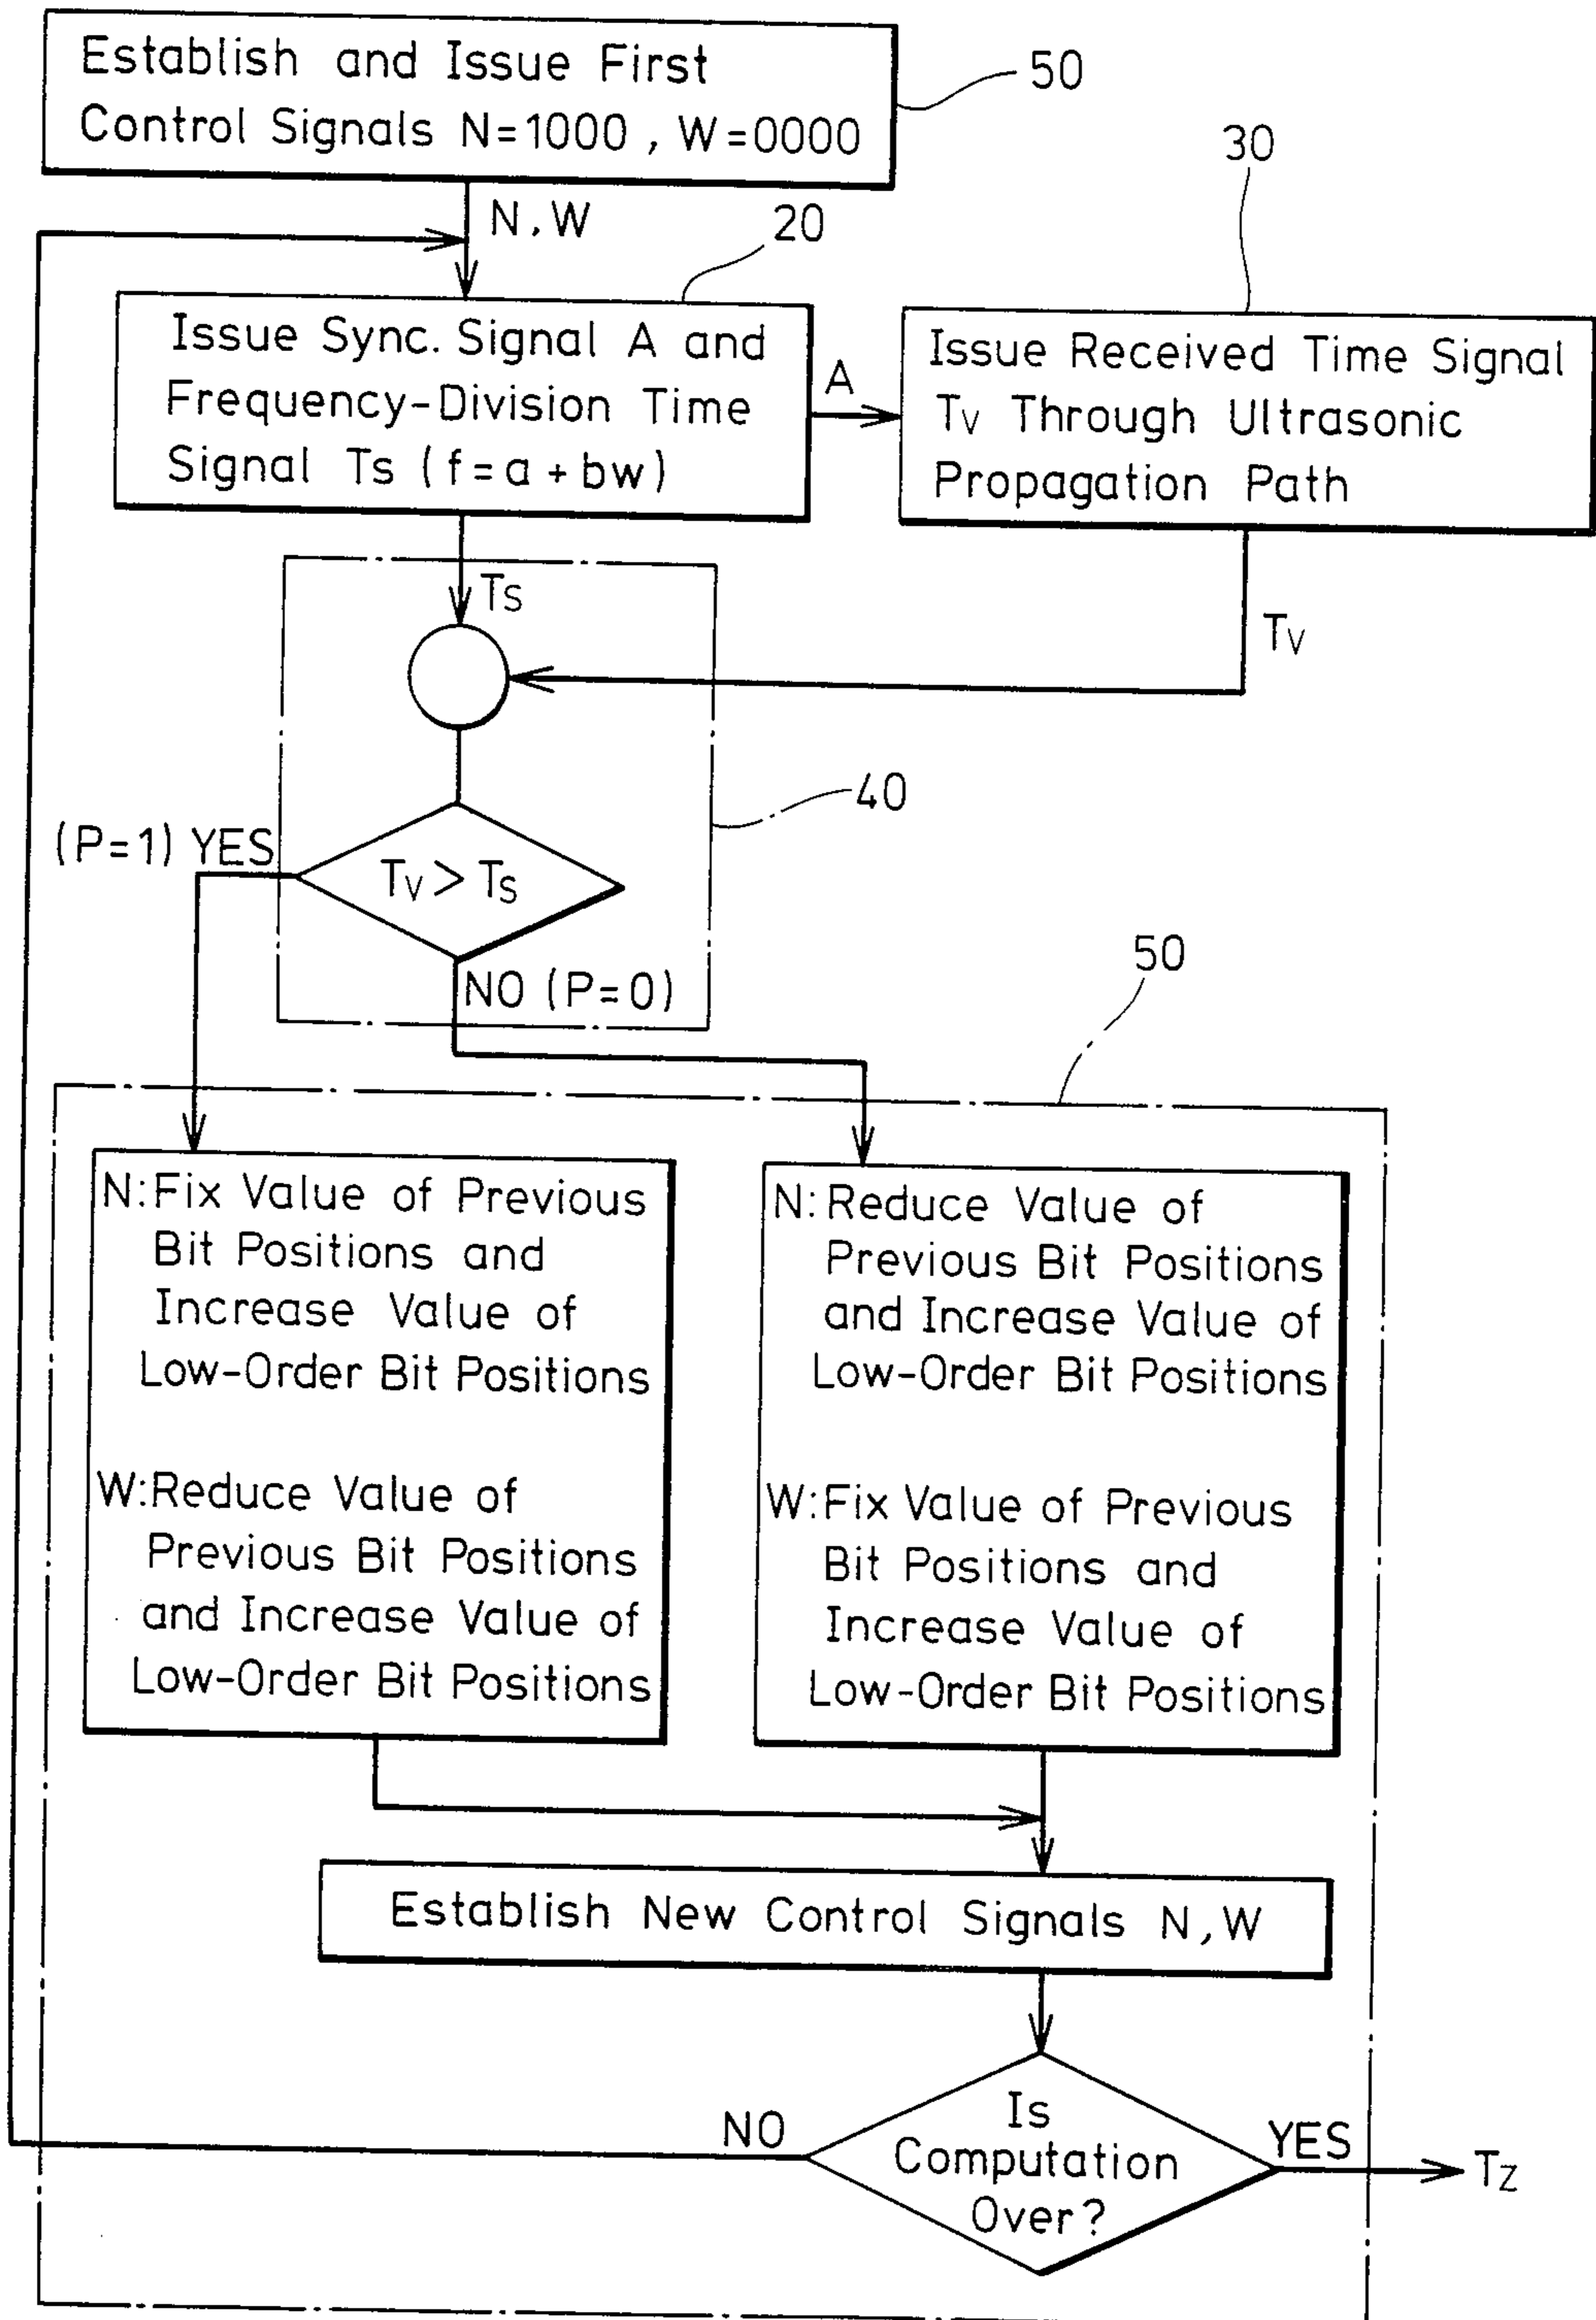 Establish and Issue First
Control Signals N=1000 , W=0000
50
30
N,W
20
Issue Sync. Signal A and
Frequency-Division Time
Signal Ts (f=a+bw)
A
Issue Received Time Signal
Tv Through Ultrasonic
Propagation Path
Ts
Tv
40
(P=1) YES
Tv > Ts
NO (P=0)
50
N:Fix Value of Previous
Bit Positions and
Increase Value of
Low-Order Bit Positions
W:Reduce Value of
Previous Bit Positions
and Increase Value of
Low-Order Bit Positions
N:Reduce Value of
Previous Bit Positions
and Increase Value of
Low-Order Bit Positions
W:Fix Value of Previous
Bit Positions and
Increase Value of
Low-Order Bit Positions
Establish New Control Signals N,W
Is
Computation
Over?
NO
YES
Tz